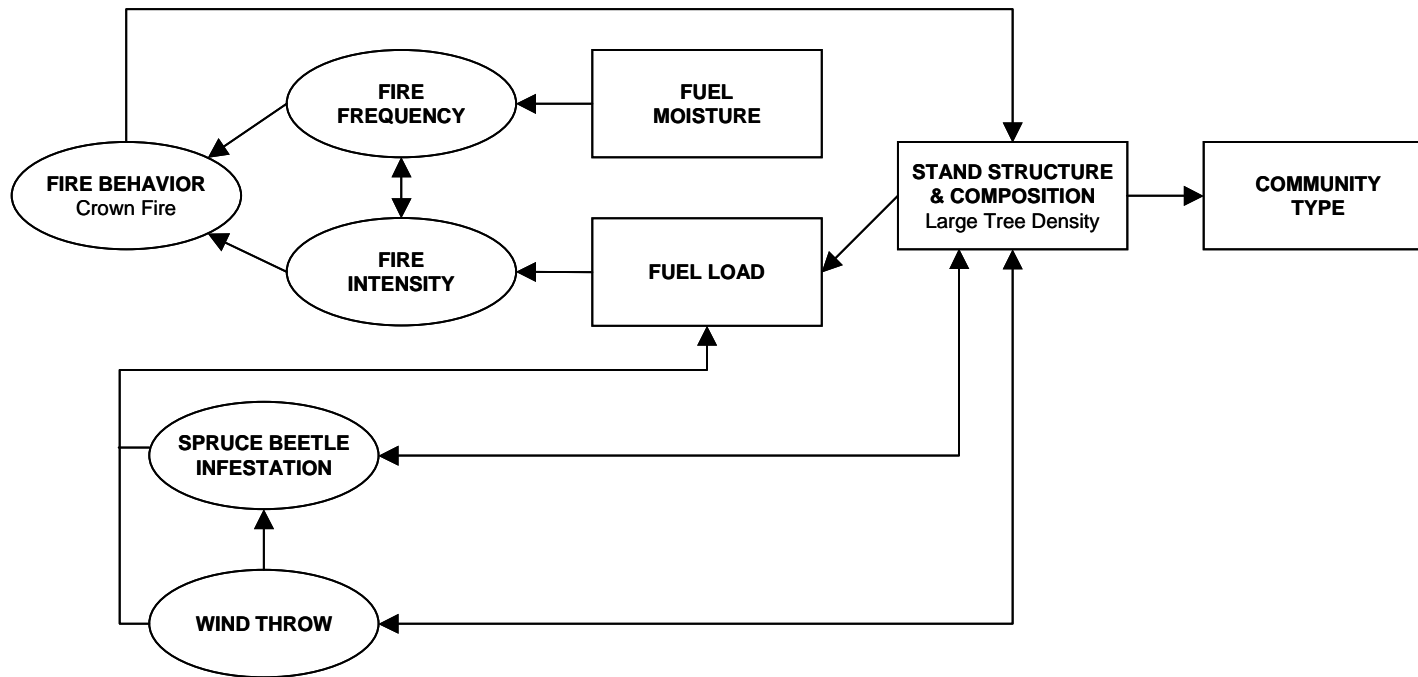 FIRE
FREQUENCY
FUEL
MOISTURE
FIRE BEHAVIOR
Crown Fire
STAND STRUCTURE
& COMPOSITION
Large Tree Density
COMMUNITY
TYPE
FIRE
INTENSITY
FUEL LOAD
SPRUCE BEETLE
INFESTATION
WIND THROW